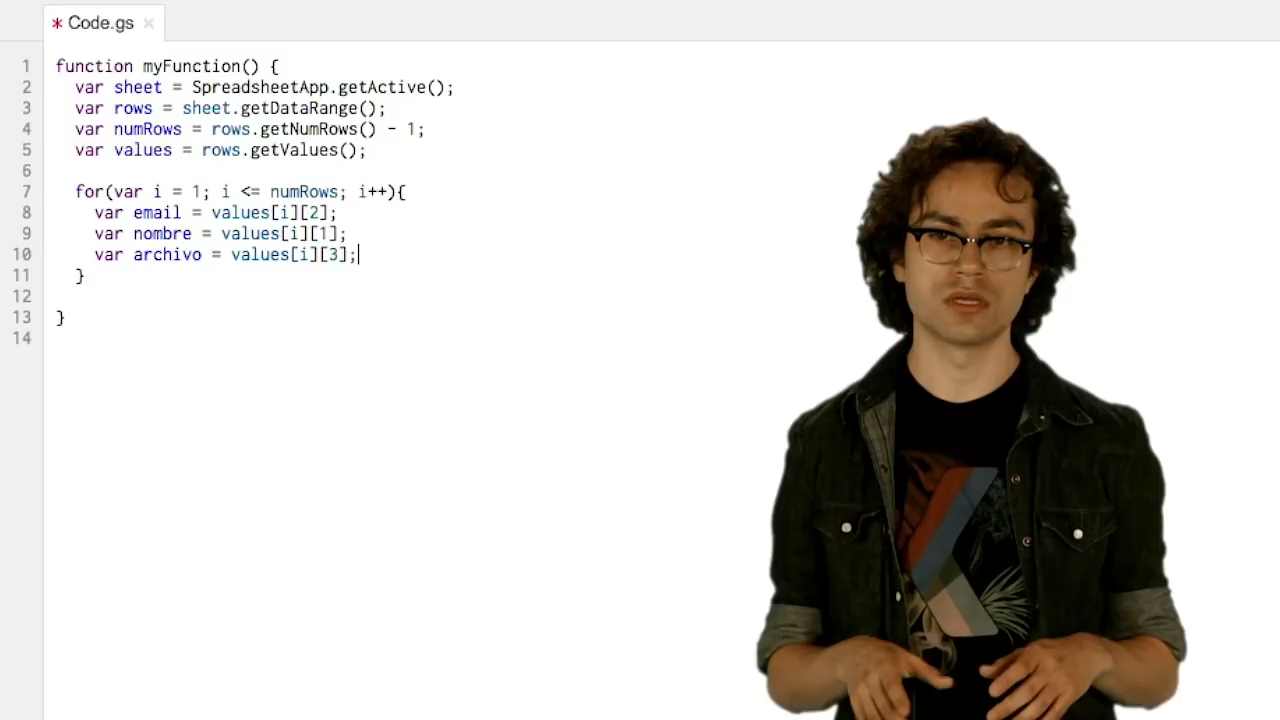 * Code.gs ×
1 function myFunction() {
2 var sheet = SpreadsheetApp.getActive();
3 var rows = sheet.getDataRange();
4 var numRows = rows.getNumRows() - 1;
5 var values = rows.getValues();
6
7 for(var i = 1; i <= numRows; i++){
8 var email = values[i][2];
9 var nombre = values[i][1];
10 var archivo = values[i][3];
11 }
12
13 }
14